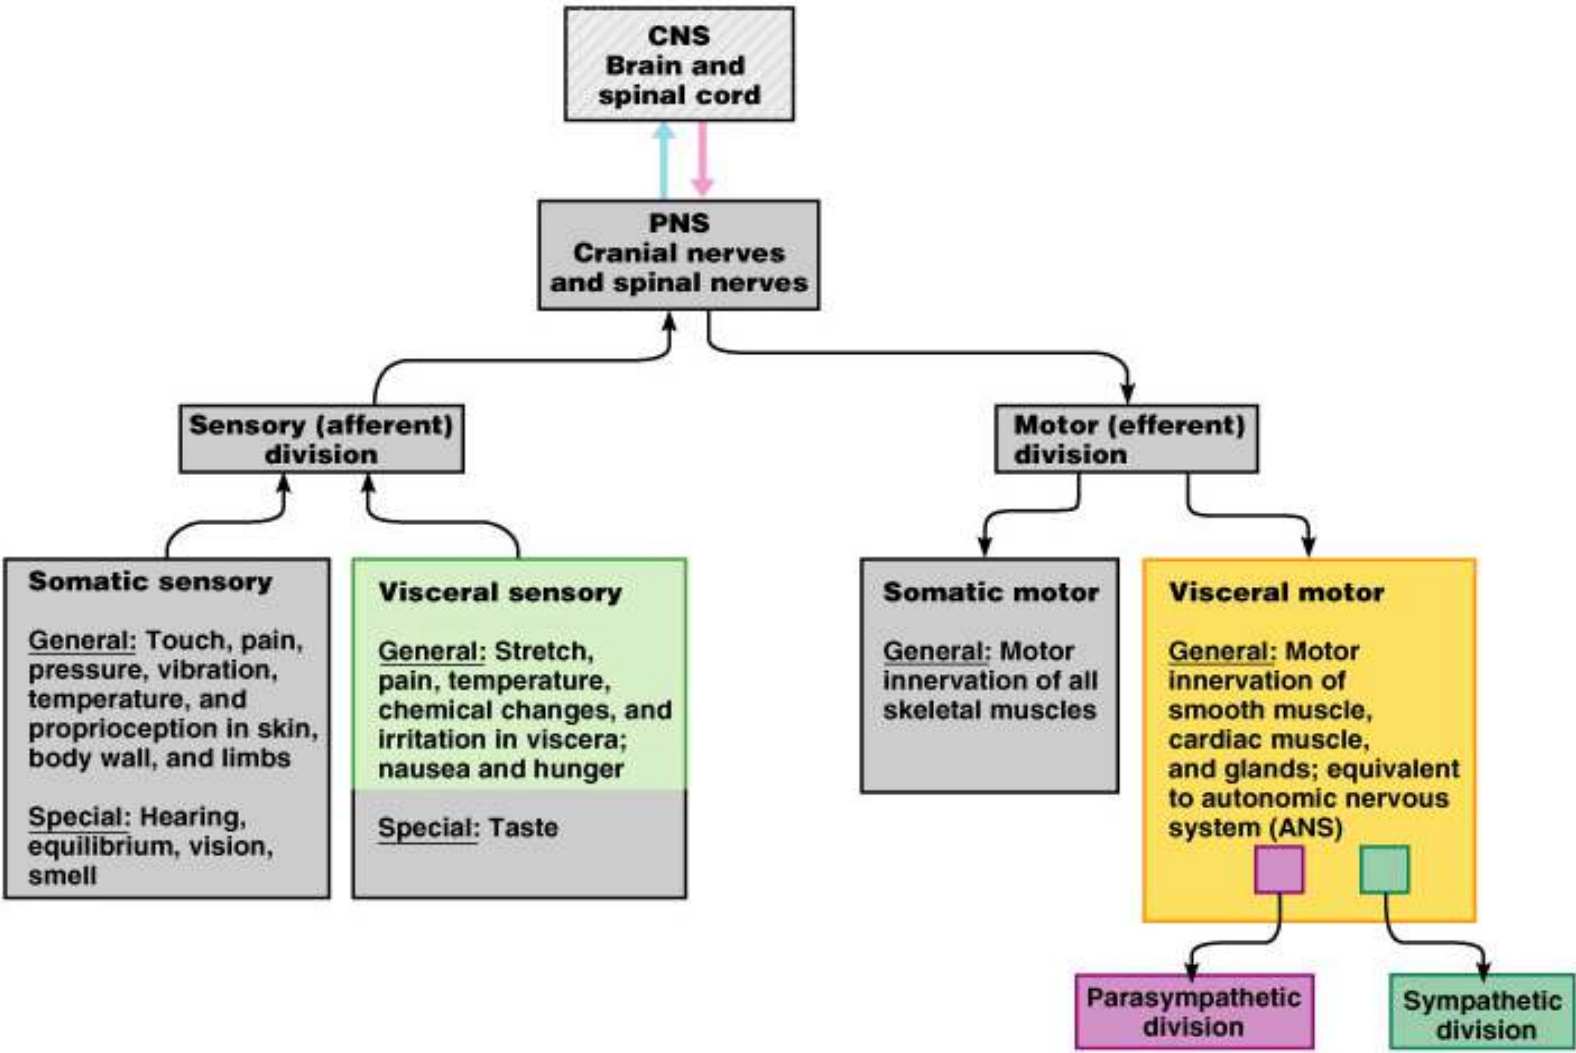 CNS
Brain and
spinal cord
PNS
Cranial nerves
and spinal nerves
Sensory (afferent)
division
Motor (efferent)
division
Somatic sensory
General: Touch, pain,
pressure, vibration,
temperature, and
proprioception in skin,
body wall, and limbs
Special: Hearing,
equilibrium, vision,
smell
Visceral sensory
General: Stretch,
pain, temperature,
chemical changes, and
irritation in viscera;
nausea and hunger
Special: Taste
Somatic motor
General: Motor
innervation of all
skeletal muscles
Visceral motor
General: Motor
innervation of
smooth muscle,
cardiac muscle,
and glands; equivalent
to autonomic nervous
system (ANS)
Parasympathetic
division
Sympathetic
division